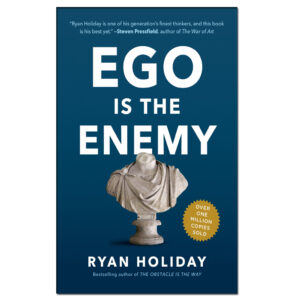 "Ryan Holiday is one of his generation's finest thinkers, and this book
is his best yet." –Steven Pressfield, author of The War of Art
EGO
IS THE
ENEMY
OVER
ONE
MILLION
COPIES
SOLD
RYAN HOLIDAY
Bestselling author of THE OBSTACLE IS THE WAY